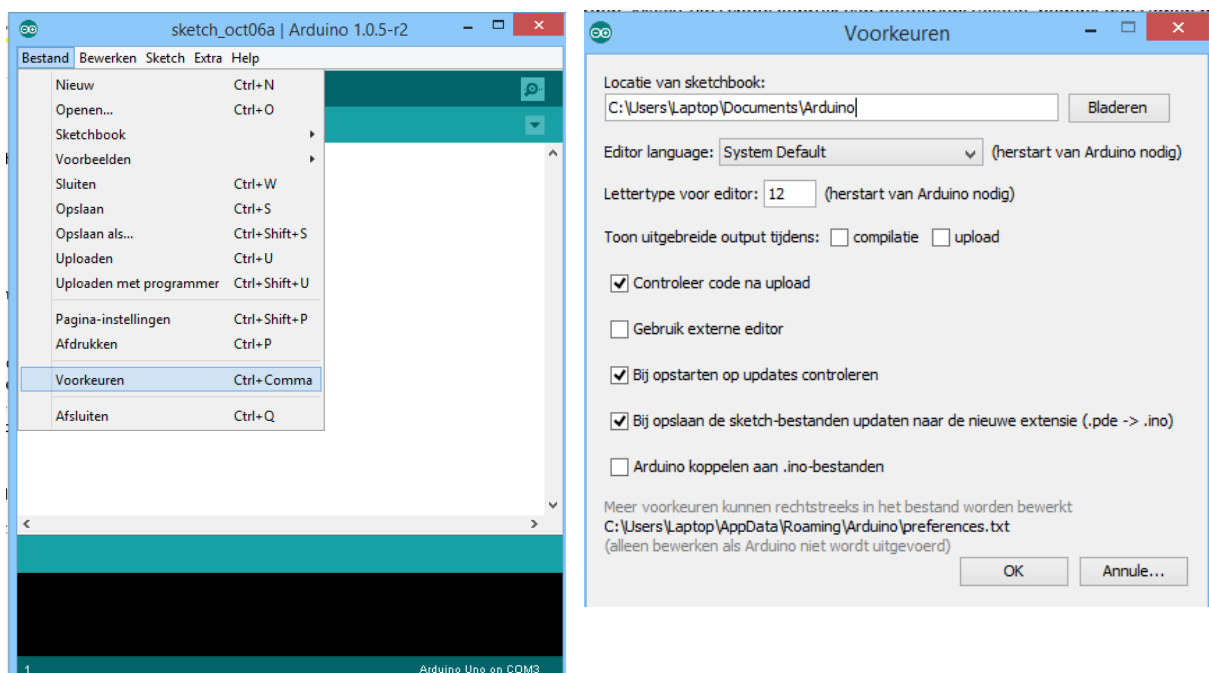 sketch_oct06a | Arduino 1.0.5-r2
Bestand Bewerken Sketch Extra Help
Nieuw Ctrl+N
Openen... Ctrl+O
Sketchbook
Voorbeelden
Sluiten Ctrl+W
Opslaan Ctrl+S
Opslaan als... Ctrl+Shift+S
Uploaden Ctrl+U
Uploaden met programmer Ctrl+Shift+U
Pagina-instellingen Ctrl+Shift+P
Afdrukken Ctrl+P
Voorkeuren Ctrl+Comma
Afsluiten Ctrl+Q
1 Arduino Uno on COM3
Voorkeuren
Locatie van sketchbook:
C:\Users\Laptop\Documents\Arduino Bladeren
Editor language: System Default (herstart van Arduino nodig)
Lettertype voor editor: 12 (herstart van Arduino nodig)
Toon uitgebreide output tijdens: compilatie upload
Controleer code na upload
Gebruik externe editor
Bij opstarten op updates controleren
Bij opslaan de sketch-bestanden updaten naar de nieuwe extensie (.pde -> .ino)
Arduino koppelen aan .ino-bestanden
Meer voorkeuren kunnen rechtstreeks in het bestand worden bewerkt
C:\Users\Laptop\AppData\Roaming\Arduino\preferences.txt
(alleen bewerken als Arduino niet wordt uitgevoerd)
OK Annule...